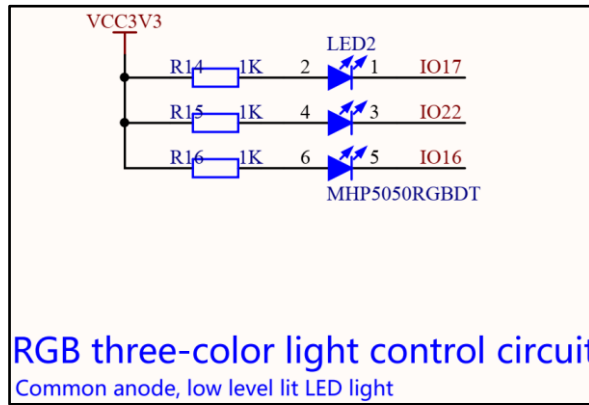 VCC3V3
LED2
R14 1K 2 1 IO17
R15 1K 4 3 IO22
R16 1K 6 5 IO16
MHP5050RGBDT
RGB three-color light control circuit
Common anode, low level lit LED light